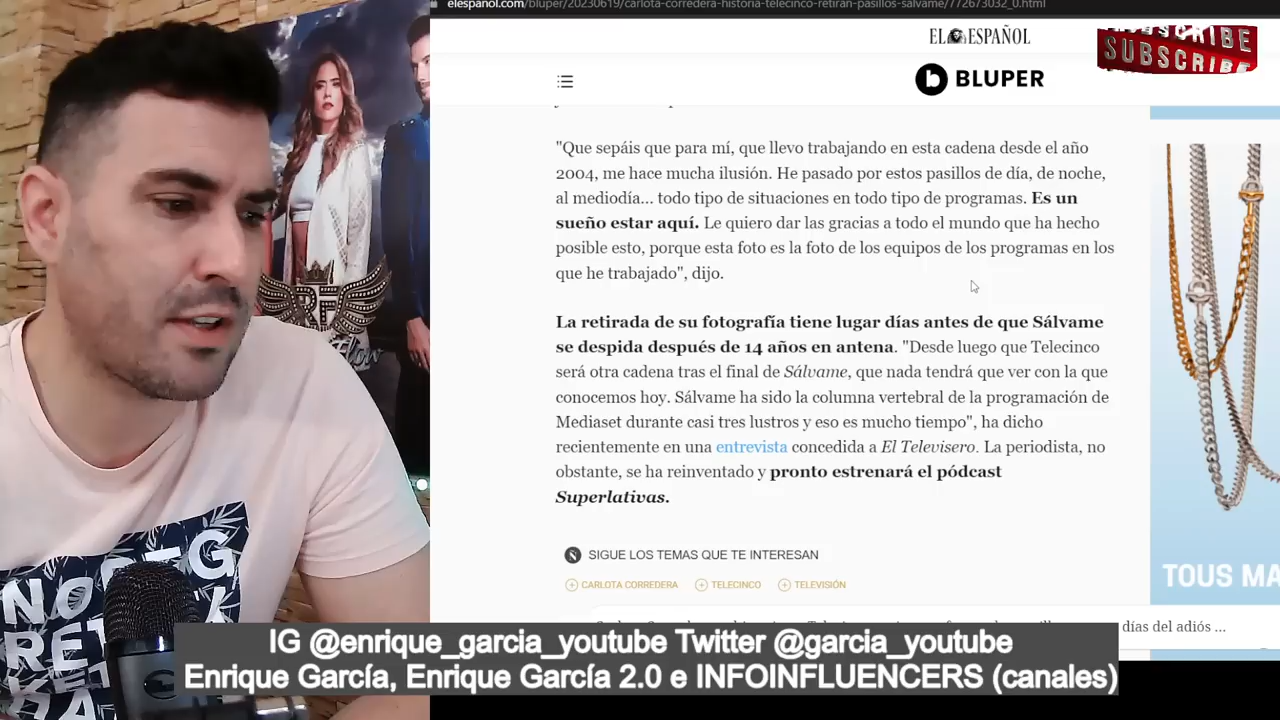 elespanol.com/bluper/20230619/carlota-corredera-historia-telecinco-retiran-pasillos-salvame/772673032_0.html
EL ESPAÑOL
SUBSCRIBE
SUBSCRIBE
BLUPER
"Que sepáis que para mí, que llevo trabajando en esta cadena desde el año
2004, me hace mucha ilusión. He pasado por estos pasillos de día, de noche,
al mediodía... todo tipo de situaciones en todo tipo de programas. Es un
sueño estar aquí. Le quiero dar las gracias a todo el mundo que ha hecho
posible esto, porque esta foto es la foto de los equipos de los programas en los
que he trabajado", dijo.
La retirada de su fotografía tiene lugar días antes de que Sálvame
se despida después de 14 años en antena. "Desde luego que Telecinco
será otra cadena tras el final de Sálvame, que nada tendrá que ver con la que
conocemos hoy. Sálvame ha sido la columna vertebral de la programación de
Mediaset durante casi tres lustros y eso es mucho tiempo", ha dicho
recientemente en una entrevista concedida a El Televisero. La periodista, no
obstante, se ha reinventado y pronto estrenará el pódcast
Superlativas.
SIGUE LOS TEMAS QUE TE INTERESAN
CARLOTA CORREDERA TELECINCO TELEVISIÓN
TOUS MA
días del adiós ...
IG @enrique_garcia_youtube Twitter @garcia_youtube
Enrique García, Enrique García 2.0 e INFOINFLUENCERS (canales)